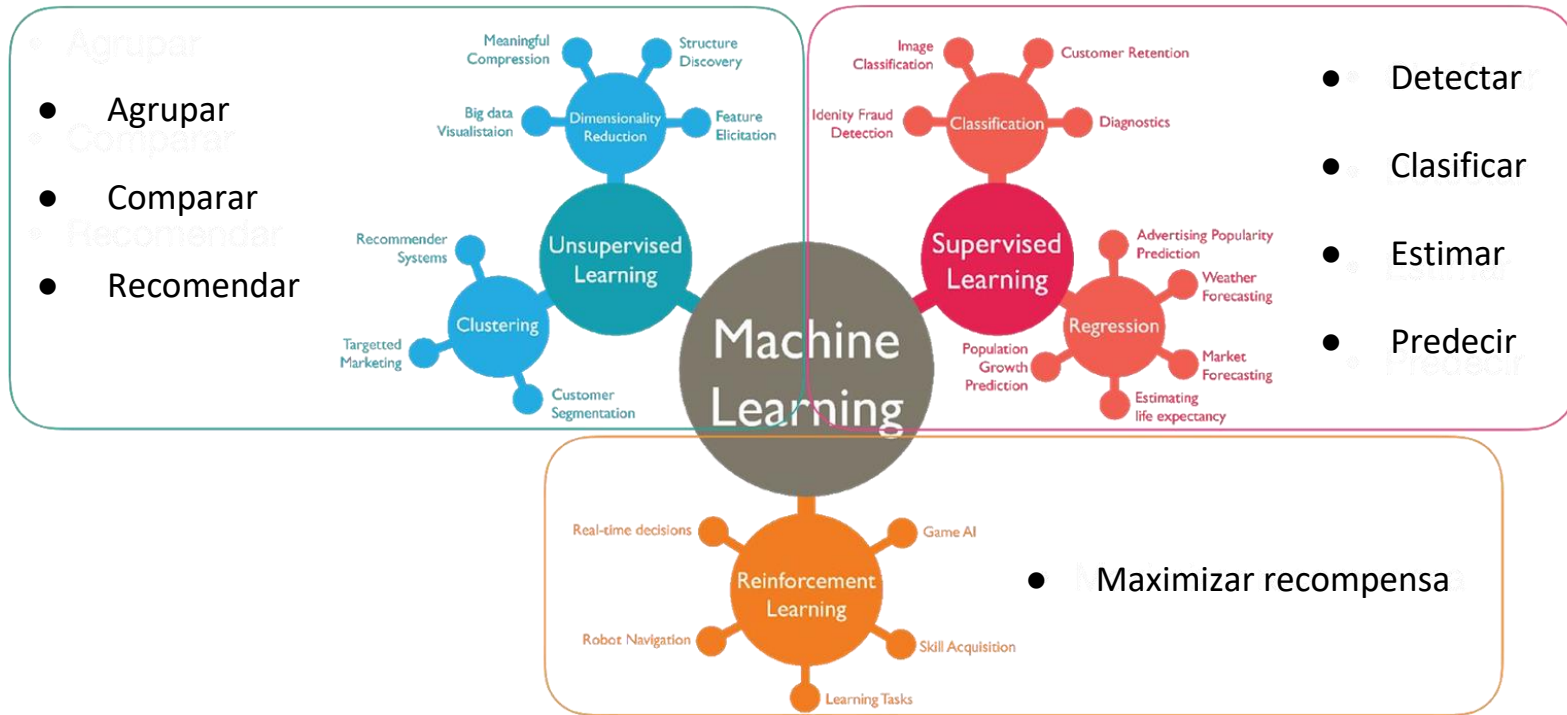 Agrupar
Comparar
Recomendar
Agrupar
Comparar
Recomendar
Meaningful
Compression
Structure
Discovery
Big data
Visualistaion
Dimensionality
Reduction
Feature
Elicitation
Unsupervised
Learning
Recommender
Systems
Clustering
Targetted
Marketing
Customer
Segmentation
Machine
Learning
Image
Classification
Customer Retention
Idenity Fraud
Detection
Classification
Diagnostics
Supervised
Learning
Advertising Popularity
Prediction
Weather
Forecasting
Regression
Population
Growth
Prediction
Market
Forecasting
Estimating
life expectancy
● Detectar
● Clasificar
● Estimar
● Predecir
Real-time decisions
Game AI
Reinforcement
Learning
Robot Navigation
Skill Acquisition
Learning Tasks
● Maximizar recompensa